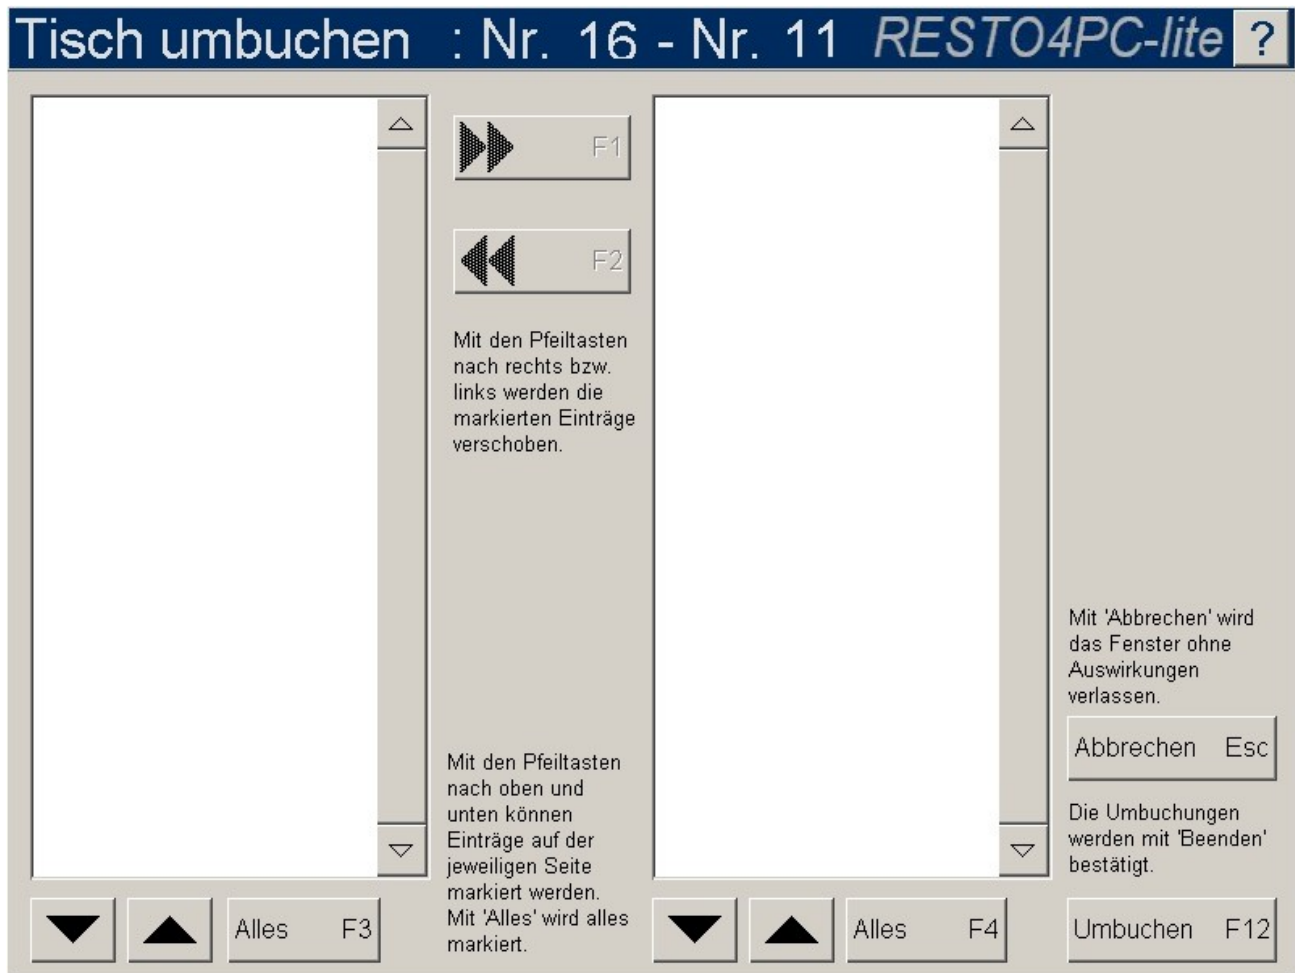 Tisch umbuchen : Nr. 16 - Nr. 11 RESTO4PC-lite ?
F1
F2
Mit den Pfeiltasten
nach rechts bzw.
links werden die
markierten Einträge
verschoben.
Mit den Pfeiltasten
nach oben und
unten können
Einträge auf der
jeweiligen Seite
markiert werden.
Mit 'Alles' wird alles
markiert.
Mit 'Abbrechen' wird
das Fenster ohne
Auswirkungen
verlassen.
Abbrechen Esc
Die Umbuchungen
werden mit 'Beenden'
bestätigt.
Alles F3
Alles F4
Umbuchen F12